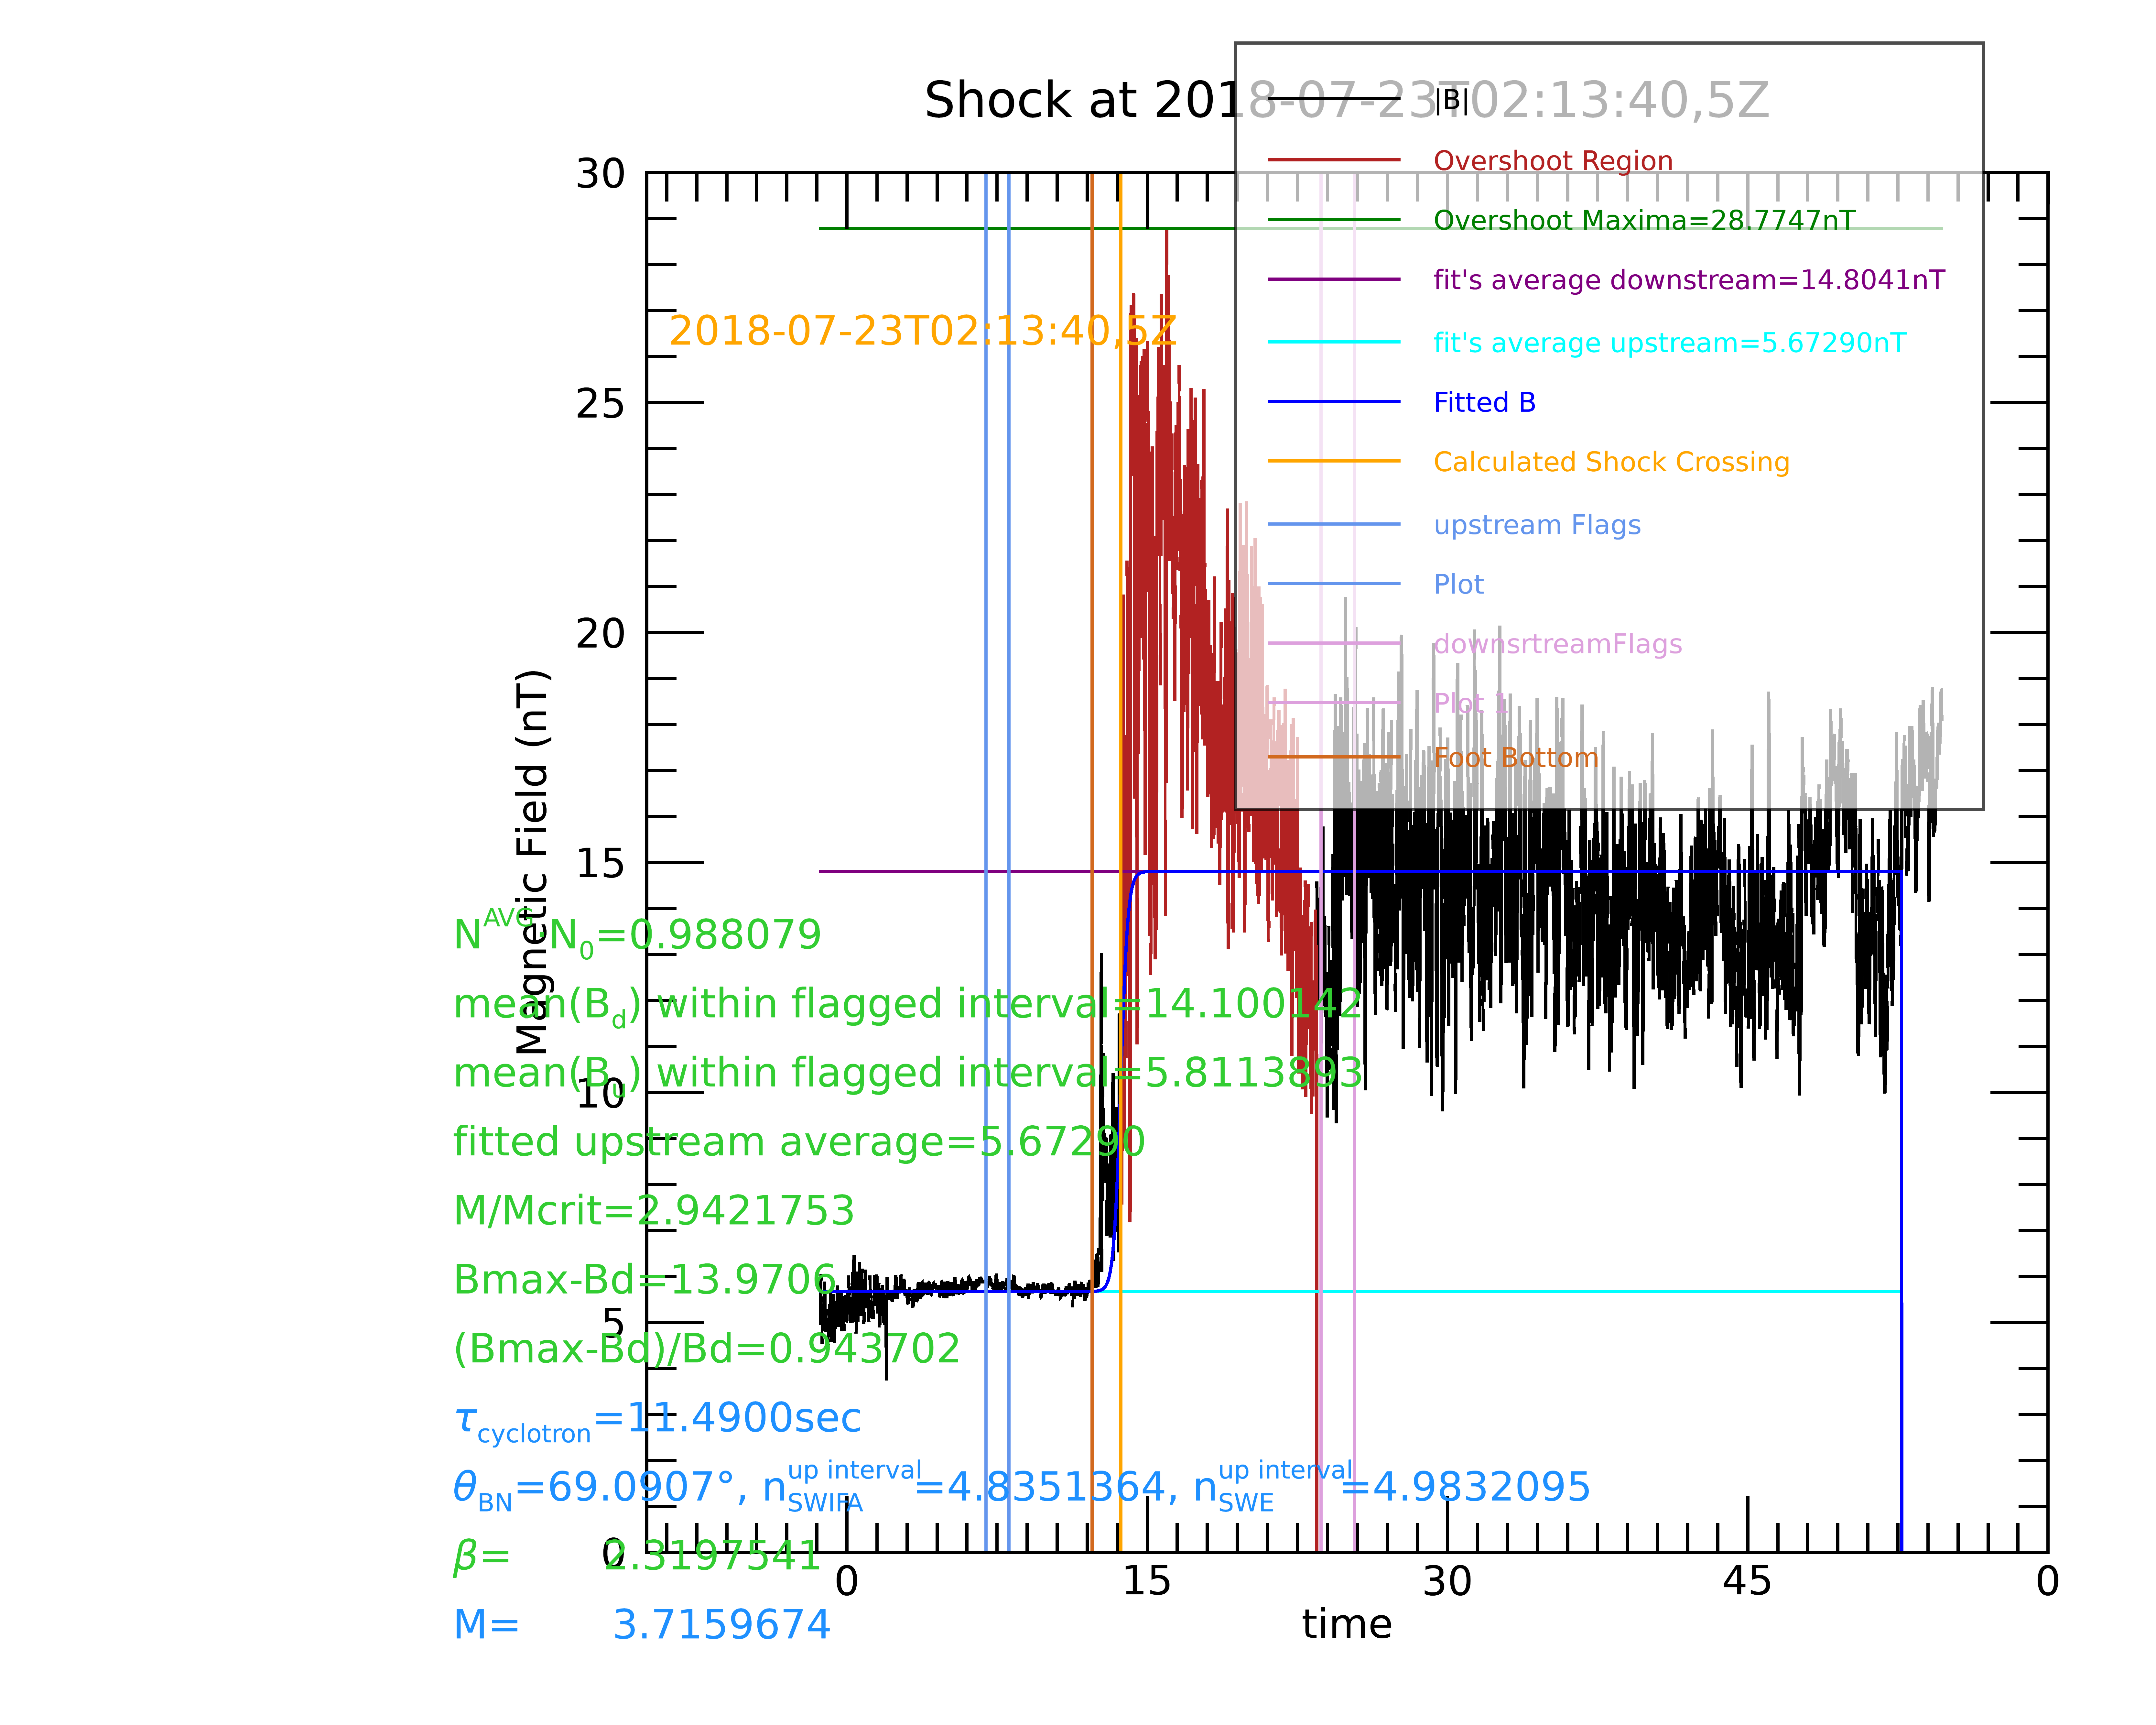 Shock at 2018-07-23T02:13:40,5Z
|B|
Overshoot Region
Overshoot Maxima=28.7747nT
fit's average downstream=14.8041nT
fit's average upstream=5.67290nT
Fitted B
Calculated Shock Crossing
upstream Flags
Plot
downsrtreamFlags
Plot 1
Foot Bottom
2018-07-23T02:13:40,5Z
30
25
20
15
10
5
0
Magnetic Field (nT)
N^AVG·N_0=0.988079
mean(B_d) within flagged interval=14.100142
mean(B_u) within flagged interval=5.8113893
fitted upstream average=5.67290
M/Mcrit=2.9421753
Bmax-Bd=13.9706
(Bmax-Bd)/Bd=0.943702
τ_cyclotron=11.4900sec
θ_BN=69.0907°, n_SWIFA^up interval=4.8351364, n_SWE^up interval=4.9832095
β= 2.3197541
M= 3.7159674
0 15 30 45 0
time